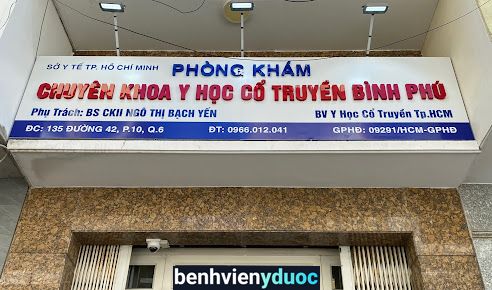 SỞ Y TẾ TP. HỒ CHÍ MINH
PHÒNG KHÁM
CHUYÊN KHOA Y HỌC CỔ TRUYỀN BÌNH PHÚ
Phụ Trách: BS CKII NGÔ THỊ BẠCH YẾN
BV Y Học Cổ Truyền Tp.HCM
ĐC: 135 ĐƯỜNG 42, P.10, Q.6
ĐT: 0966.012.041
GPHĐ: 09291/HCM-GPHĐ
benhvienyduoc